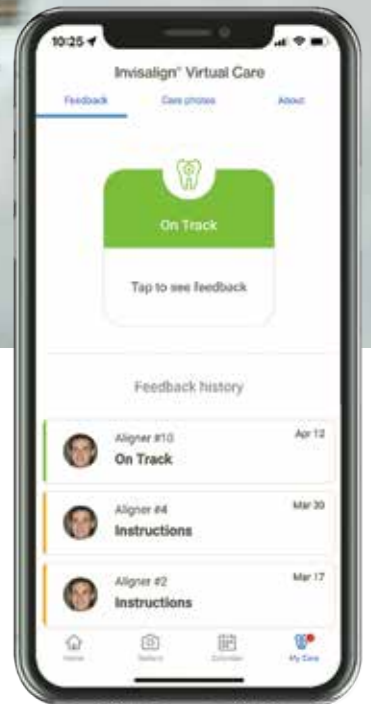 10:25
Invisalign® Virtual Care
Feedback Care photos About
On Track
Tap to see feedback
Feedback history
Aligner #10 Apr 12
On Track
Aligner #4 Mar 30
Instructions
Aligner #2 Mar 17
Instructions
Home Calendar My Care